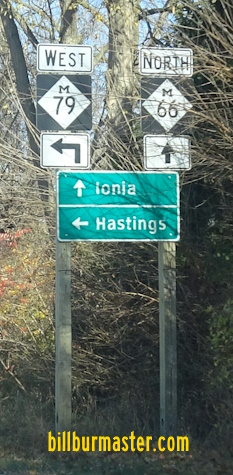 WEST
M
79
NORTH
M
66
Ionia
Hastings
billburmaster.com